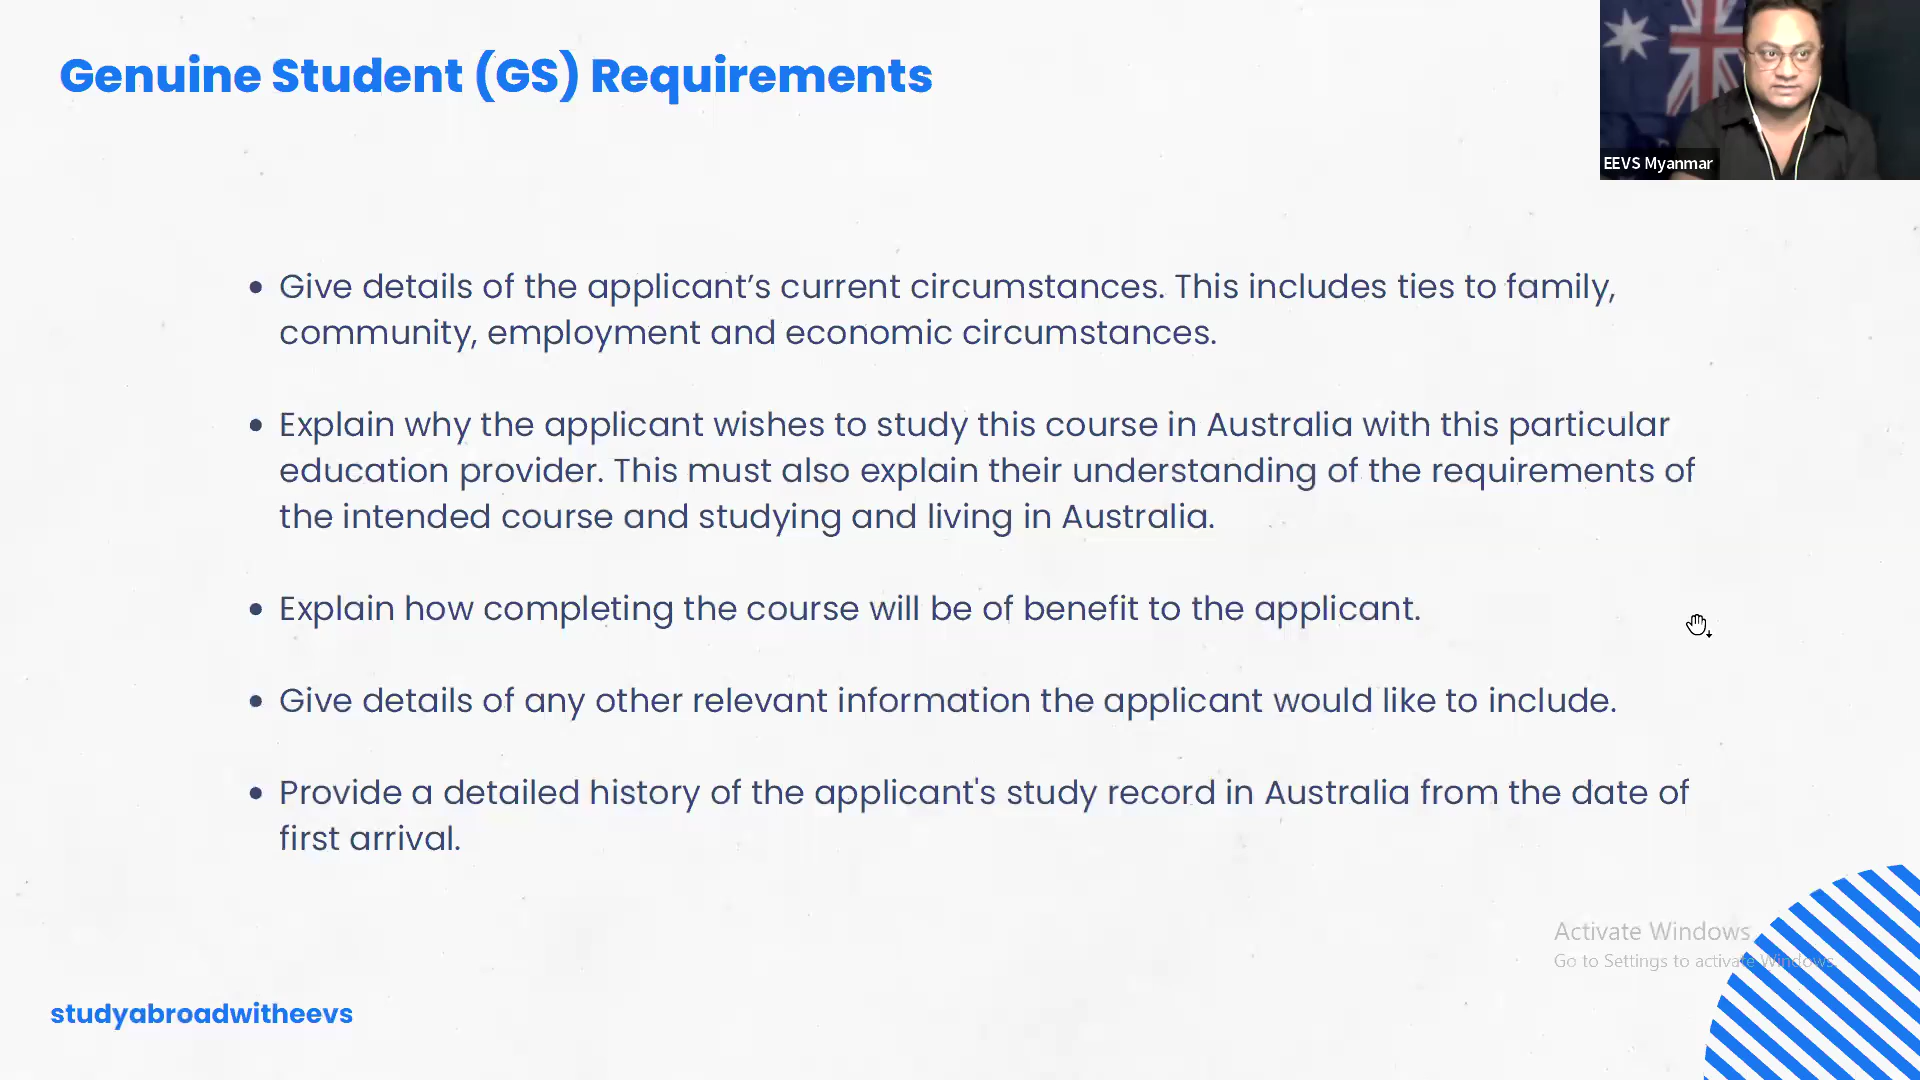 Genuine Student (GS) Requirements
EEVS Myanmar
• Give details of the applicant’s current circumstances. This includes ties to family,
community, employment and economic circumstances.
• Explain why the applicant wishes to study this course in Australia with this particular
education provider. This must also explain their understanding of the requirements of
the intended course and studying and living in Australia.
• Explain how completing the course will be of benefit to the applicant.
• Give details of any other relevant information the applicant would like to include.
• Provide a detailed history of the applicant's study record in Australia from the date of
first arrival.
Activate Windows
Go to Settings to activate Windows.
studyabroadwitheevs